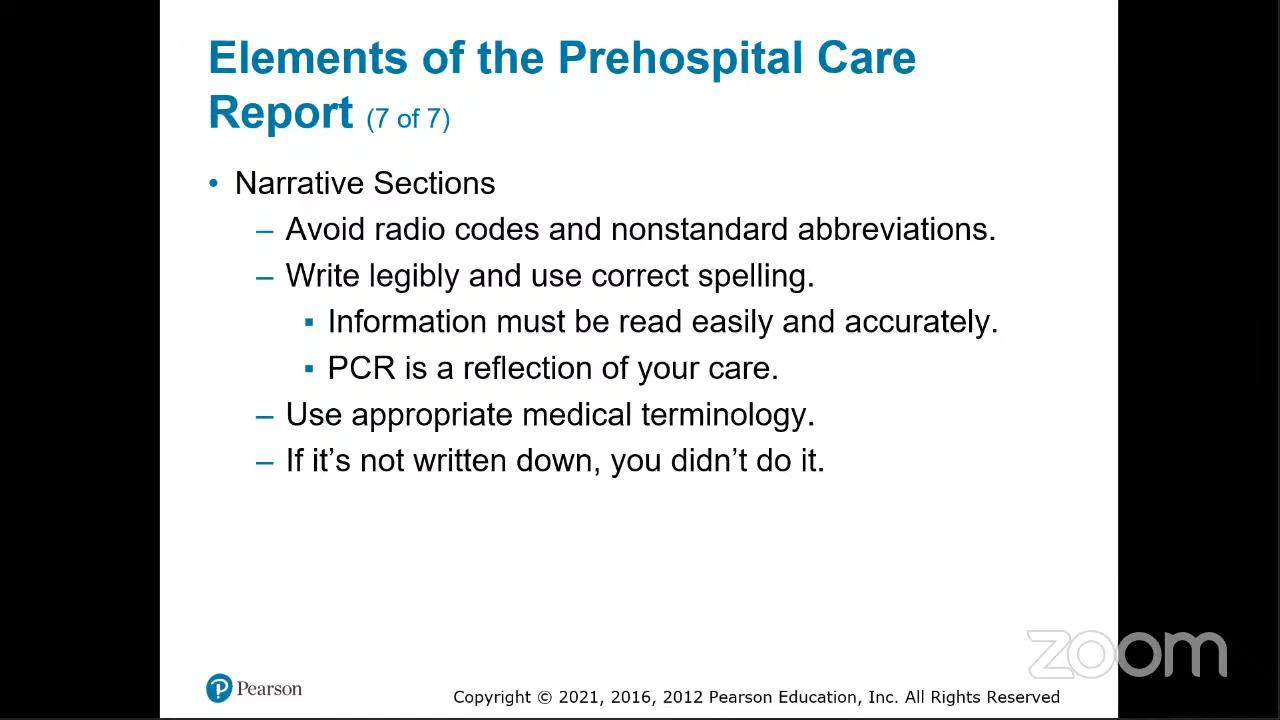 Elements of the Prehospital Care
Report (7 of 7)
• Narrative Sections
– Avoid radio codes and nonstandard abbreviations.
– Write legibly and use correct spelling.
▪ Information must be read easily and accurately.
▪ PCR is a reflection of your care.
– Use appropriate medical terminology.
– If it’s not written down, you didn’t do it.
zoom
Pearson
Copyright © 2021, 2016, 2012 Pearson Education, Inc. All Rights Reserved